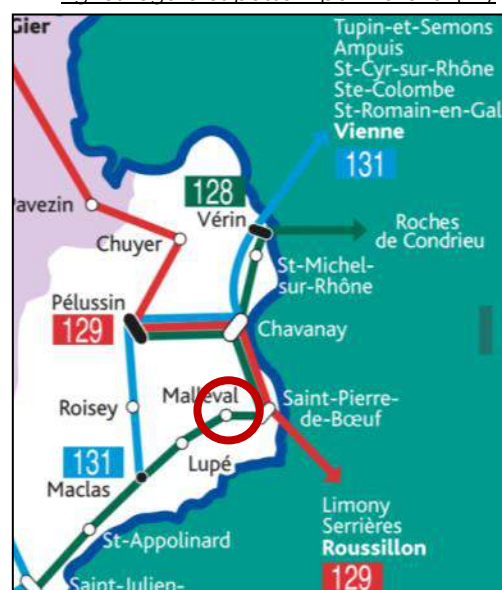 Gier
Tupin-et-Semons
Ampuis
St-Cyr-sur-Rhône
Ste-Colombe
St-Romain-en-Gal
Vienne
131
128
Pavezin
Vérin
Roches
de Condrieu
Chuyer
St-Michel-
sur-Rhône
Pélussin
129
Chavanay
Malleval
Saint-Pierre-
de-Bœuf
Roisey
131
Lupé
Maclas
Limony
Serrières
Roussillon
129
St-Appolinard
Saint-Julien-